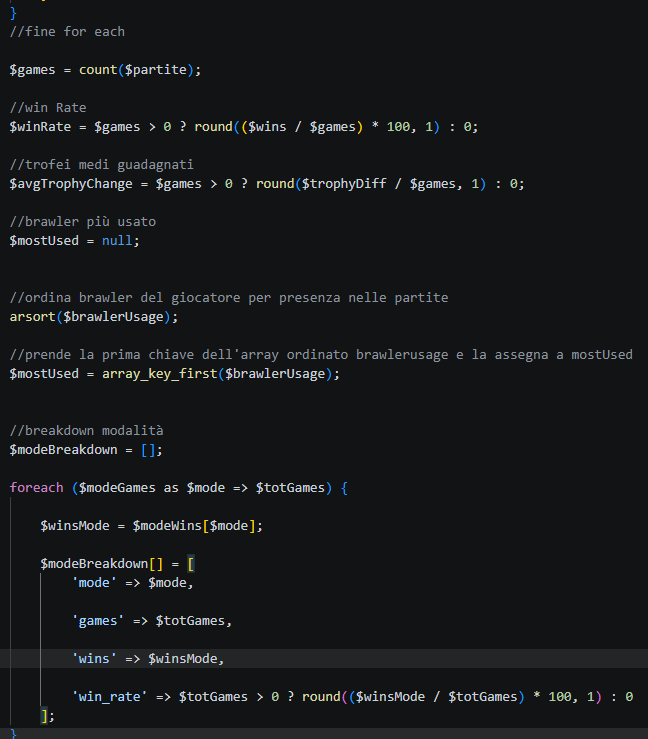 }
//fine for each
$games = count($partite);
//win Rate
$winRate = $games > 0 ? round(($wins / $games) * 100, 1) : 0;
//trofei medi guadagnati
$avgTrophyChange = $games > 0 ? round($trophyDiff / $games, 1) : 0;
//brawler più usato
$mostUsed = null;
//ordina brawler del giocatore per presenza nelle partite
arsort($brawlerUsage);
//prende la prima chiave dell'array ordinato brawlerusage e la assegna a mostUsed
$mostUsed = array_key_first($brawlerUsage);
//breakdown modalità
$modeBreakdown = [];
foreach ($modeGames as $mode => $totGames) {
$winsMode = $modeWins[$mode];
$modeBreakdown[] = [
'mode' => $mode,
'games' => $totGames,
'wins' => $winsMode,
'win_rate' => $totGames > 0 ? round(($winsMode / $totGames) * 100, 1) : 0
];
}